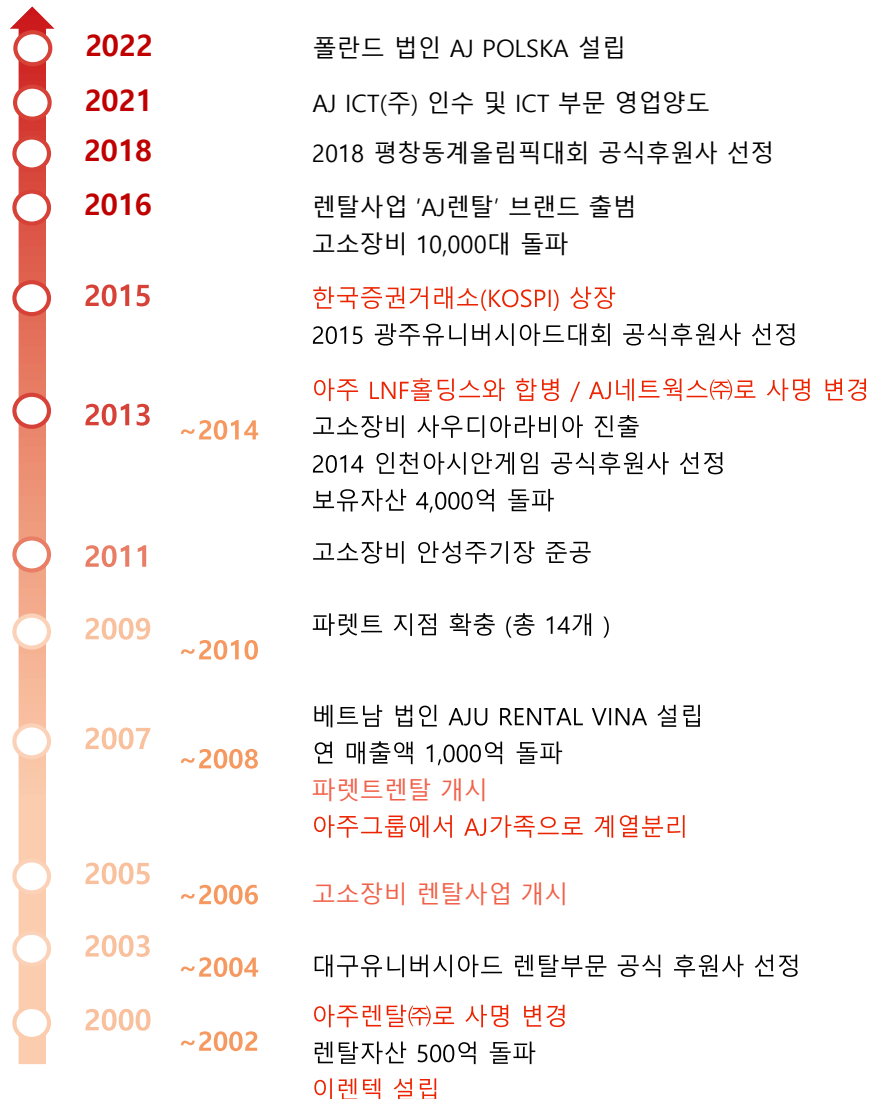 2022 폴란드 법인 AJ POLSKA 설립
2021 AJ ICT(주) 인수 및 ICT 부문 영업양도
2018 2018 평창동계올림픽대회 공식후원사 선정
2016 렌탈사업 'AJ렌탈' 브랜드 출범
고소장비 10,000대 돌파
2015 한국증권거래소(KOSPI) 상장
2015 광주유니버시아드대회 공식후원사 선정
아주 LNF홀딩스와 합병 / AJ네트웍스㈜로 사명 변경
2013 ~2014 고소장비 사우디아라비아 진출
2014 인천아시안게임 공식후원사 선정
보유자산 4,000억 돌파
2011 고소장비 안성주기장 준공
2009 ~2010 파렛트 지점 확충 (총 14개 )
베트남 법인 AJU RENTAL VINA 설립
2007 ~2008 연 매출액 1,000억 돌파
파렛트렌탈 개시
아주그룹에서 AJ가족으로 계열분리
2005 ~2006 고소장비 렌탈사업 개시
2003 ~2004 대구유니버시아드 렌탈부문 공식 후원사 선정
2000 ~2002 아주렌탈㈜로 사명 변경
렌탈자산 500억 돌파
이렌텍 설립